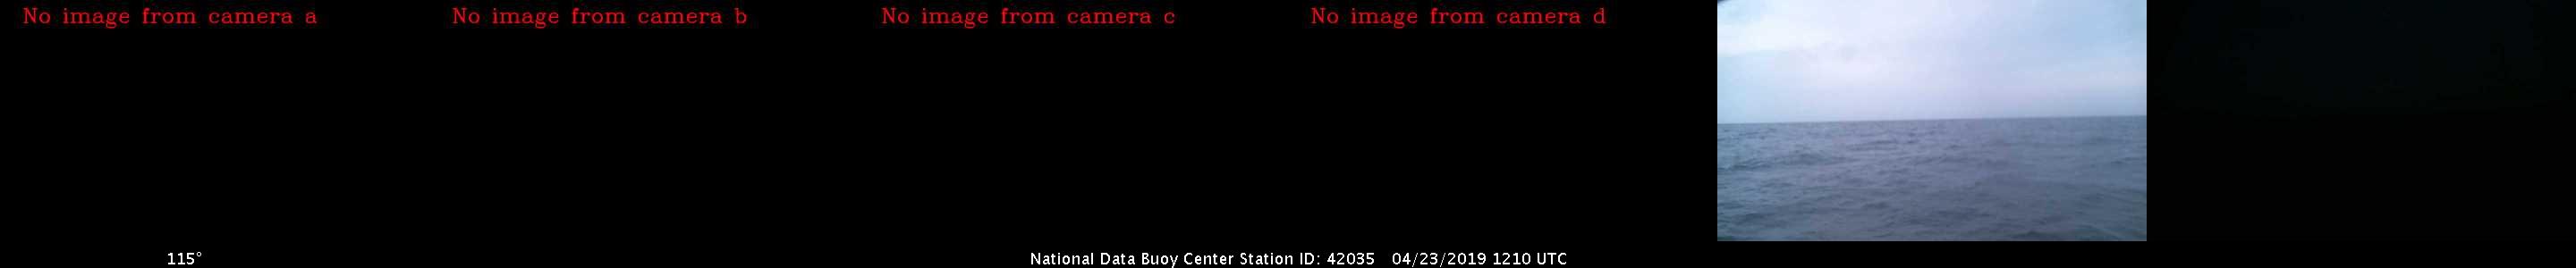 No image from camera a
No image from camera b
No image from camera c
No image from camera d
115°
National Data Buoy Center Station ID: 42035 04/23/2019 1210 UTC